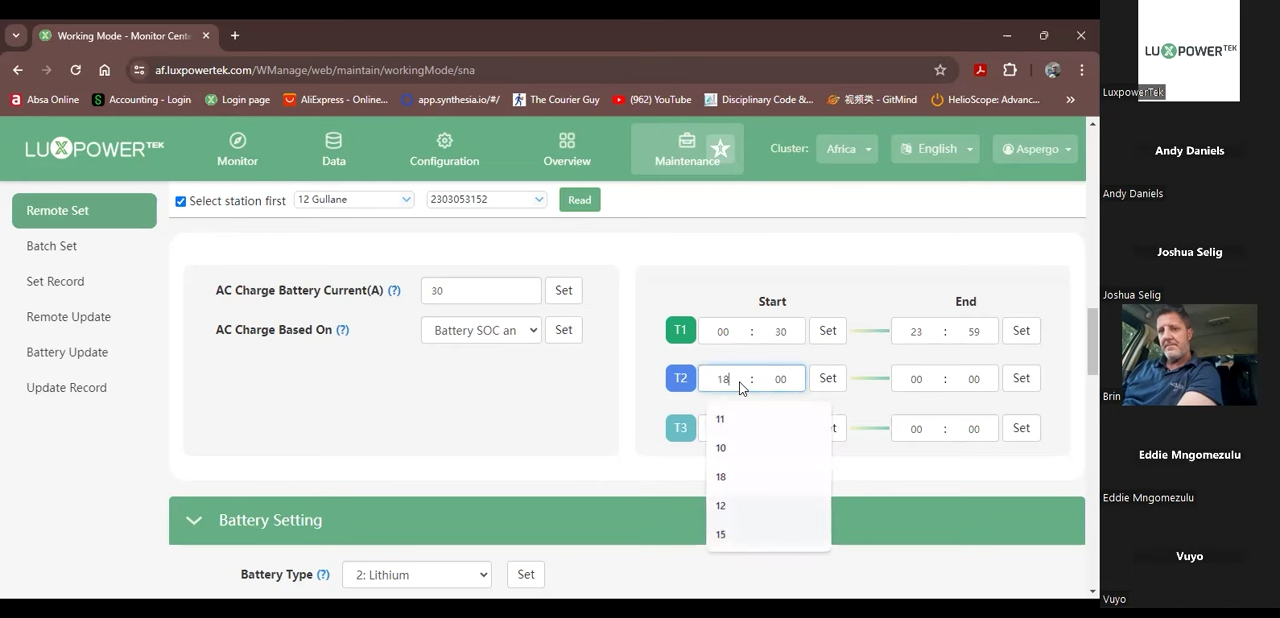 Working Mode - Monitor Cente
af.luxpowertek.com/WManage/web/maintain/workingMode/sna
Absa Online
Accounting - Login
Login page
AliExpress - Online...
app.synthesia.io/#/
The Courier Guy
(962) YouTube
Disciplinary Code &...
视频类 - GitMind
HelioScope: Advanc...
LUXPOWERTEK
Monitor
Data
Configuration
Overview
Maintenance
Cluster:
Africa
English
Aspergo
Remote Set
Batch Set
Set Record
Remote Update
Battery Update
Update Record
Select station first
12 Gullane
2303053152
Read
AC Charge Battery Current(A) (?)
30
Set
AC Charge Based On (?)
Battery SOC an
Set
Start
End
T1
00 : 30
Set
23 : 59
Set
T2
18 : 00
Set
00 : 00
Set
T3
00 : 00
Set
11
10
18
12
15
Battery Setting
Battery Type (?)
2: Lithium
Set
LUXPOWERTEK
LuxpowerTek
Andy Daniels
Andy Daniels
Joshua Selig
Joshua Selig
Brin
Eddie Mngomezulu
Eddie Mngomezulu
Vuyo
Vuyo